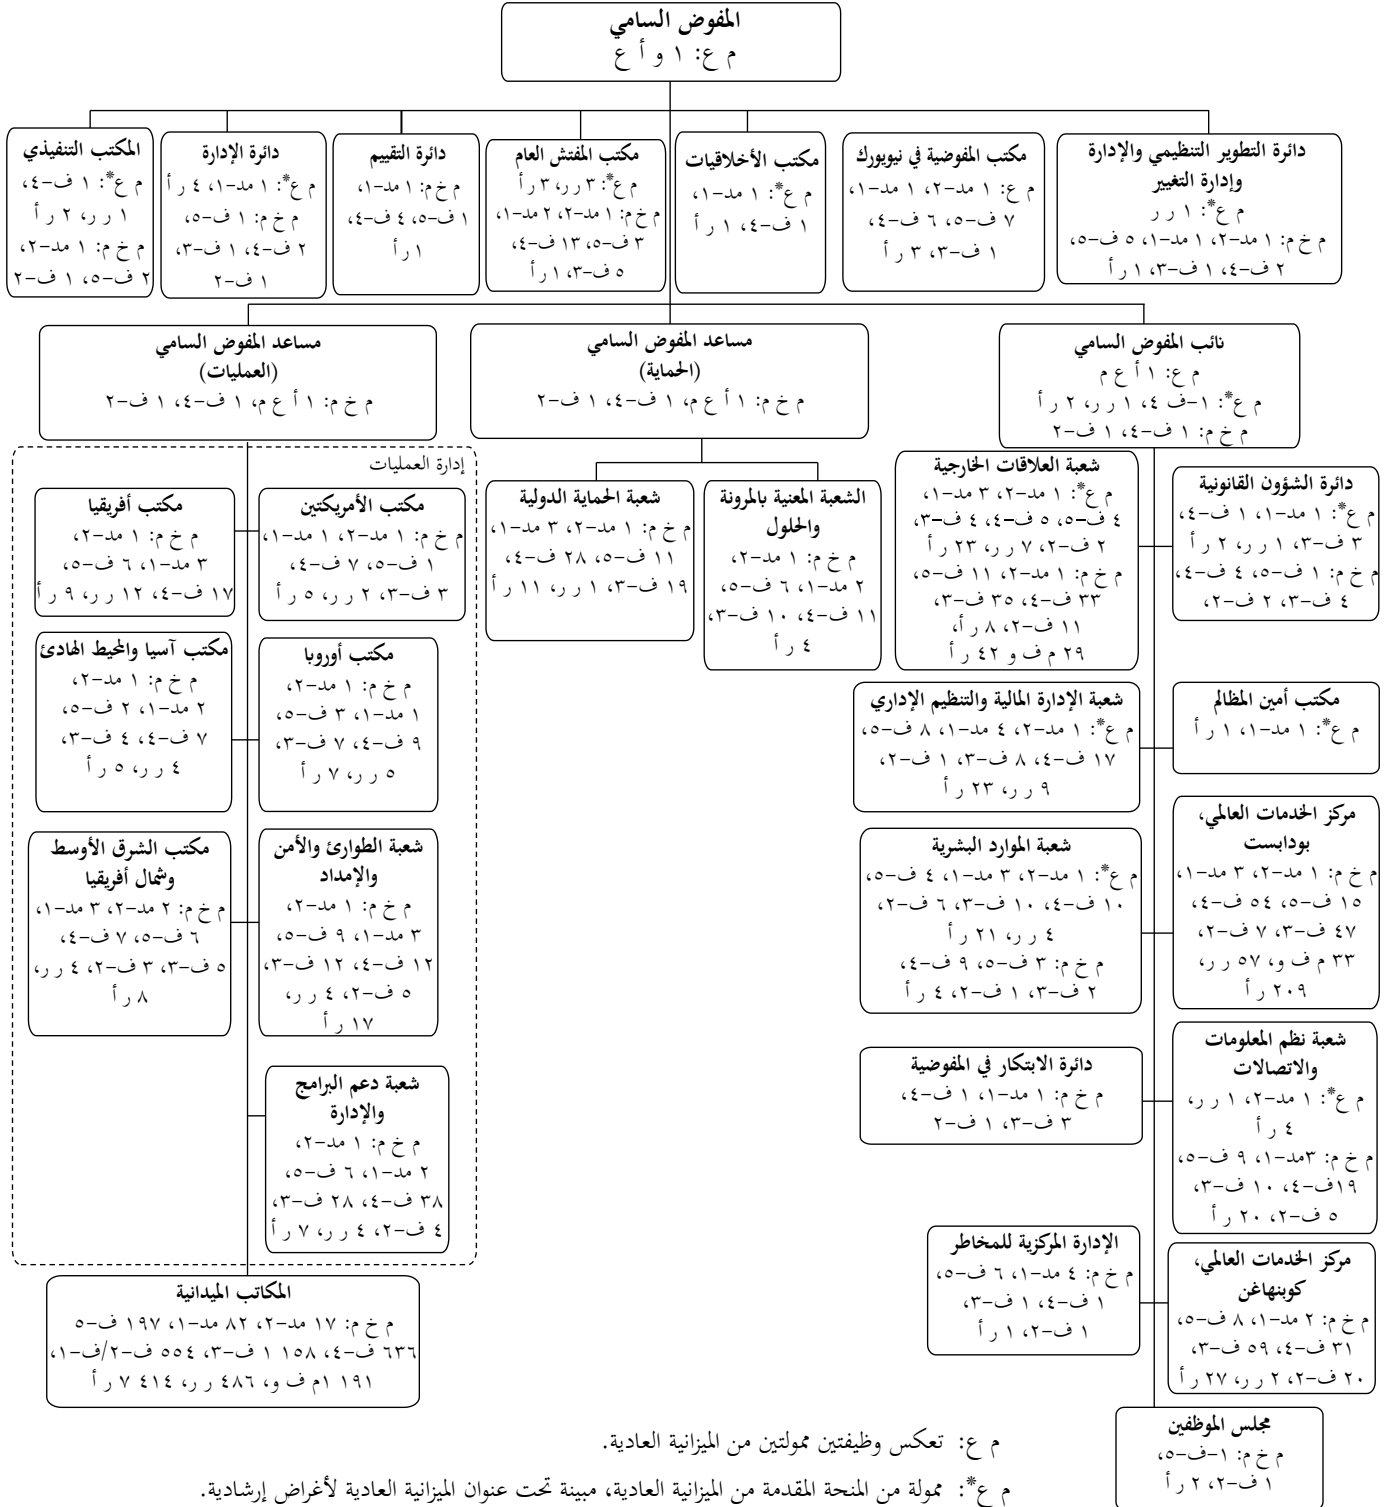 المفوض السامي
م ع: ١ و أ ع
دائرة التطوير التنظيمي والإدارة
وإدارة التغيير
م ع*: ١ ر ر
م خ م: ١ مد-٢، ١ مد-١، ٥ ف-٥،
٢ ف-٤، ١ ف-٣، ١ ر أ
مكتب المفوضية في نيويورك
م ع: ١ مد-٢، ١ مد-١،
٧ ف-٥، ٦ ف-٤،
١ ف-٣، ٣ ر أ
مكتب الأخلاقيات
م ع*: ١ مد-١،
١ ف-٤، ١ ر أ
مكتب المفتش العام
م ع*: ٣ ر ر، ٣ ر أ
م خ م: ١ مد-٢، ٢ مد-١،
٣ ف-٥، ١٣ ف-٤،
٥ ف-٣، ١ ر أ
دائرة التقييم
م خ م: ١ مد-١،
١ ف-٥، ٤ ف-٤،
١ ر أ
دائرة الإدارة
م ع*: ١ مد-١، ٤ ر أ
م خ م: ١ ف-٥،
٢ ف-٤، ١ ف-٣،
١ ف-٢
المكتب التنفيذي
م ع*: ١ ف-٤،
١ ر ر، ٢ ر أ
م خ م: ١ مد-٢،
٢ ف-٥، ١ ف-٢
نائب المفوض السامي
م ع: ١ أ ع م
م ع*: ١-ف ٤، ١ ر ر، ٢ ر أ
م خ م: ١ ف-٤، ١ ف-٢
مساعد المفوض السامي
(الحماية)
م خ م: ١ أ ع م، ١ ف-٤، ١ ف-٢
مساعد المفوض السامي
(العمليات)
م خ م: ١ أ ع م، ١ ف-٤، ١ ف-٢
دائرة الشؤون القانونية
م ع*: ١ مد-١، ١ ف-٤،
٣ ف-٣، ١ ر ر، ٢ ر أ
م خ م: ١ ف-٥، ٤ ف-٤،
٤ ف-٣، ٢ ف-٢،
شعبة العلاقات الخارجية
م ع*: ١ مد-٢، ٣ مد-١،
٤ ف-٥، ٥ ف-٤، ٤ ف-٣،
٢ ف-٢، ٧ ر ر، ٢٣ ر أ
م خ م: ١ مد-٢، ١١ ف-٥،
٣٣ ف-٤، ٣٥ ف-٣،
١١ ف-٢، ٨ ر أ،
٢٩ م ف و ٤٢ ر أ
مكتب أمين المظالم
م ع*: ١ مد-١، ١ ر أ
شعبة الإدارة المالية والتنظيم الإداري
م ع*: ١ مد-٢، ٤ مد-١، ٨ ف-٥،
١٧ ف-٤، ٨ ف-٣، ١ ف-٢،
٩ ر ر، ٢٣ ر أ
مركز الخدمات العالمي،
بودابست
م خ م: ١ مد-٢، ٣ مد-١،
١٥ ف-٥، ٥٤ ف-٤،
٤٧ ف-٣، ٧ ف-٢،
٣٣ م ف و، ٥٧ ر ر،
٢٠٩ ر أ
شعبة الموارد البشرية
م ع*: ١ مد-٢، ٣ مد-١، ٤ ف-٥،
١٠ ف-٤، ١٠ ف-٣، ٦ ف-٢،
٤ ر ر، ٢١ ر أ
م خ م: ٣ ف-٥، ٩ ف-٤،
٢ ف-٣، ١ ف-٢، ٤ ر أ
شعبة نظم المعلومات
والاتصالات
م ع*: ١ مد-٢، ١ ر ر،
٤ ر أ
م خ م: ٣مد-١، ٩ ف-٥،
١٩ف-٤، ١٠ ف-٣،
٥ ف-٢، ٢٠ ر أ
دائرة الابتكار في المفوضية
م خ م: ١ مد-١، ١ ف-٤،
٣ ف-٣، ١ ف-٢
مركز الخدمات العالمي،
كوبنهاغن
م خ م: ٢ مد-١، ٨ ف-٥،
٣١ ف-٤، ٥٩ ف-٣،
٢٠ ف-٢، ٢ ر ر، ٢٧ ر أ
الإدارة المركزية للمخاطر
م خ م: ٤ مد-١، ٦ ف-٥،
١ ف-٤، ١ ف-٣،
١ ف-٢، ١ ر أ
مجلس الموظفين
م خ م: ١-ف-٥،
١ ف-٢، ٢ ر أ
الشعبة المعنية بالمرونة
والحلول
م خ م: ١ مد-٢،
٢ مد-١، ٦ ف-٥،
١١ ف-٤، ١٠ ف-٣،
٤ ر أ
شعبة الحماية الدولية
م خ م: ١ مد-٢، ٣ مد-١،
١١ ف-٥، ٢٨ ف-٤،
١٩ ف-٣، ١ ر ر، ١١ ر أ
إدارة العمليات
مكتب الأمريكتين
م خ م: ١ مد-٢، ١ مد-١،
١ ف-٥، ٧ ف-٤،
٣ ف-٣، ٢ ر ر، ٥ ر أ
مكتب أفريقيا
م خ م: ١ مد-٢،
٣ مد-١، ٦ ف-٥،
١٧ ف-٤، ١٢ ر ر، ٩ ر أ
مكتب أوروبا
م خ م: ١ مد-٢،
١ مد-١، ٣ ف-٥،
٩ ف-٤، ٧ ف-٣،
٥ ر ر، ٧ ر أ
مكتب آسيا والمحيط الهادئ
م خ م: ١ مد-٢،
٢ مد-١، ٢ ف-٥،
٧ ف-٤، ٤ ف-٣،
٤ ر ر، ٥ ر أ
شعبة الطوارئ والأمن
والإمداد
م خ م: ١ مد-٢،
٣ مد-١، ٩ ف-٥،
١٢ ف-٤، ١٢ ف-٣،
٥ ف-٢، ٤ ر ر،
١٧ ر أ
مكتب الشرق الأوسط
وشمال أفريقيا
م خ م: ٢ مد-٢، ٣ مد-١،
٦ ف-٥، ٧ ف-٤،
٥ ف-٣، ٣ ف-٢، ٤ ر ر،
٨ ر أ
شعبة دعم البرامج
والإدارة
م خ م: ١ مد-٢،
٢ مد-١، ٦ ف-٥،
٣٨ ف-٤، ٢٨ ف-٣،
٤ ف-٢، ٤ ر ر، ٧ ر أ
المكاتب الميدانية
م خ م: ١٧ مد-٢، ٨٢ مد-١، ١٩٧ ف-٥
٦٣٦ ف-٤، ١٥٨ ١ ف-٣، ٥٥٤ ف-٢/ف-١،
١٩١ ١م ف و، ٤٨٦ ر ر، ٤١٤ ٧ ر أ
م ع: تعكس وظيفتين ممولتين من الميزانية العادية.
م ع*: ممولة من المنحة المقدمة من الميزانية العادية، مبينة تحت عنوان الميزانية العادية لأغراض إرشادية.